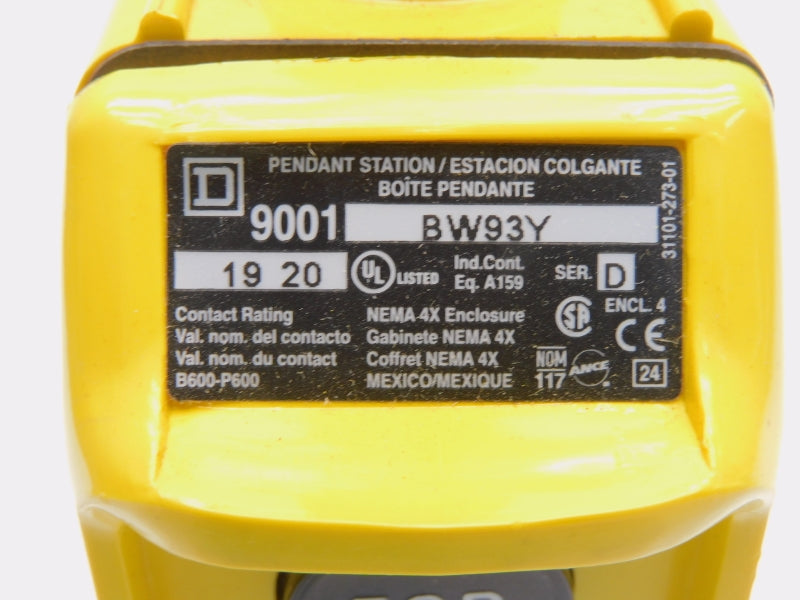 D
PENDANT STATION / ESTACION COLGANTE
BOÎTE PENDANTE
9001 BW93Y
31101-273-01
19 20
UL LISTED
Ind.Cont.
Eq. A159
SER. D
Contact Rating
Val. nom. del contacto
Val. nom. du contact
B600-P600
NEMA 4X Enclosure
Gabinete NEMA 4X
Coffret NEMA 4X
MEXICO/MEXIQUE
SA
ENCL. 4
CE
NOM
117
ANCE
24